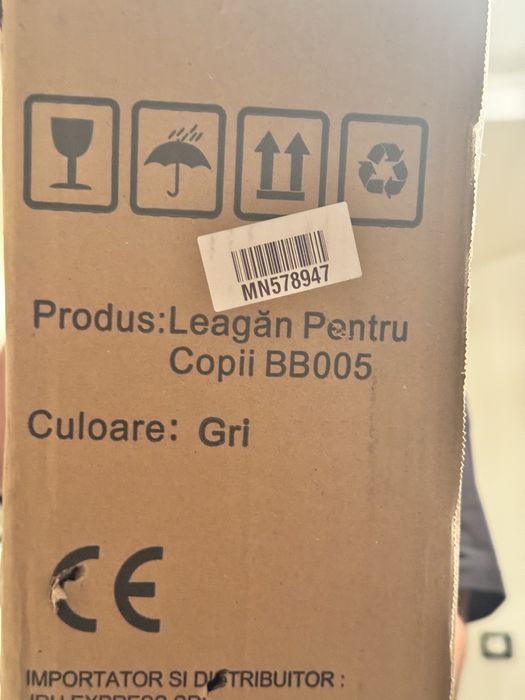 MN578947
Produs: Leagăn Pentru
Copii BB005
Culoare: Gri
CE
IMPORTATOR SI DISTRIBUITOR :